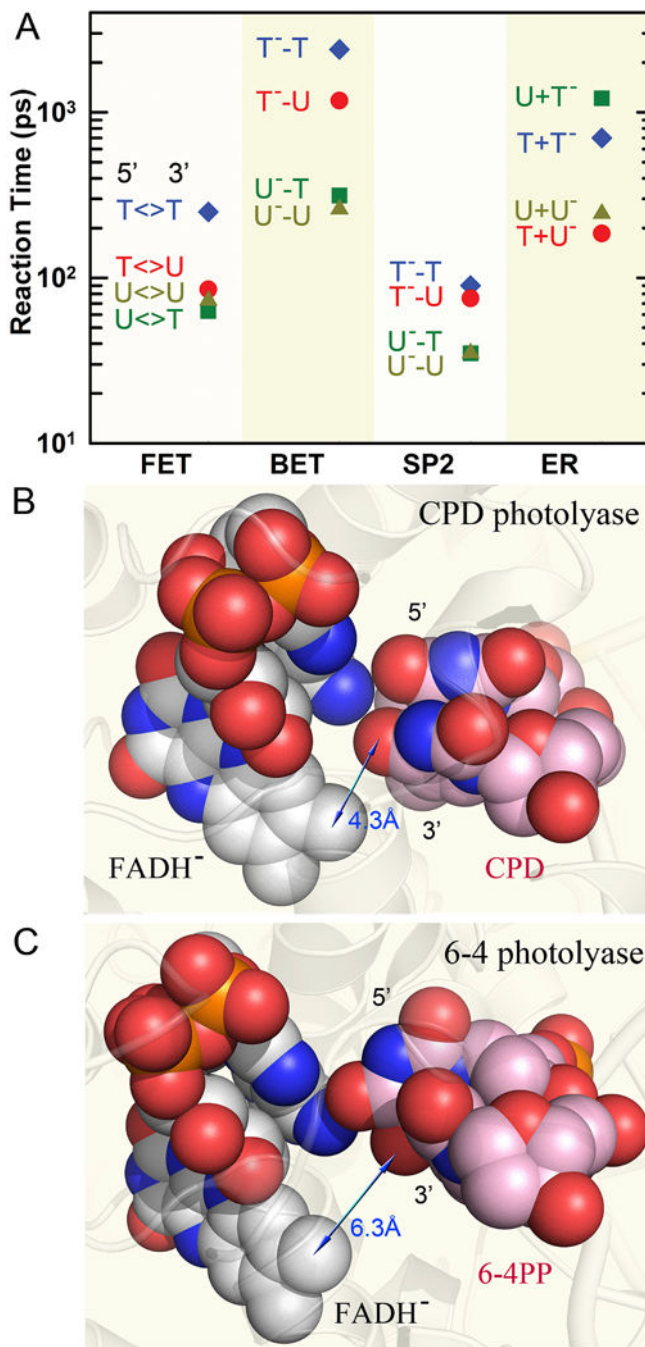 A
Reaction Time (ps)
10³
10²
10¹
5’ 3’
T<>T
T<>U
U<>U
U<>T
T⁻-T
T⁻-U
U⁻-T
U⁻-U
T⁻-T
T⁻-U
U⁻-T
U⁻-U
U+T⁻
T+T⁻
U+U⁻
T+U⁻
FET BET SP2 ER
B
CPD photolyase
5’
4.3Å
3’
FADH⁻
CPD
C
6-4 photolyase
5’
3’
6.3Å
6-4PP
FADH⁻